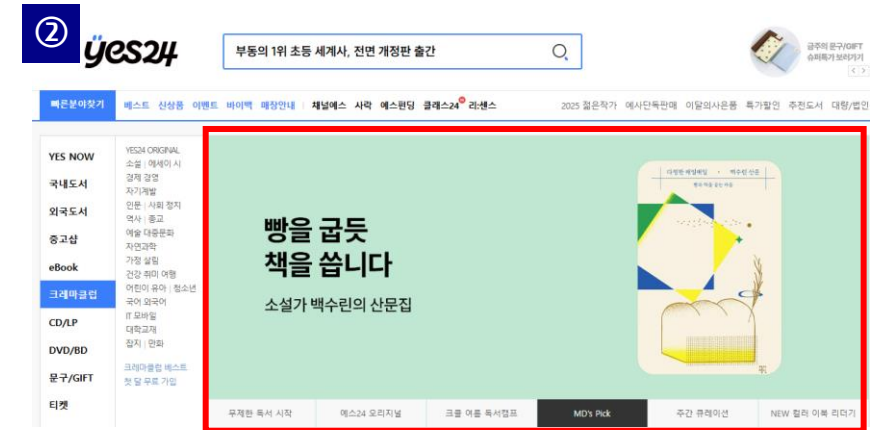 ②
yes24
부동의 1위 초등 세계사, 전면 개정판 출간
금주의 문구/GIFT
슈퍼특가 보러가기
빠른분야찾기 베스트 신상품 이벤트 바이백 매장안내 채널예스 사락 예스펀딩 클래스24 리:센스 2025 젊은작가 예사단독판매 이달의사은품 특가할인 추천도서 대량/법인
YES NOW
국내도서
외국도서
중고샵
eBook
크레마클럽
CD/LP
DVD/BD
문구/GIFT
티켓
YES24 ORIGINAL
소설 | 에세이 시
경제 경영
자기계발
인문 | 사회 정치
역사 | 종교
예술 대중문화
자연과학
가정 살림
건강 취미 여행
어린이 유아 | 청소년
국어 외국어
IT 모바일
대학교재
잡지 | 만화
크레마클럽 베스트
첫 달 무료 가입
빵을 굽듯
책을 씁니다
소설가 백수린의 산문집
다정한 매일매일 · 백수린 산문
무제한 독서 시작 예스24 오리지널 크클 여름 독서캠프 MD's Pick 주간 큐레이션 NEW 컬러 이북 리더기